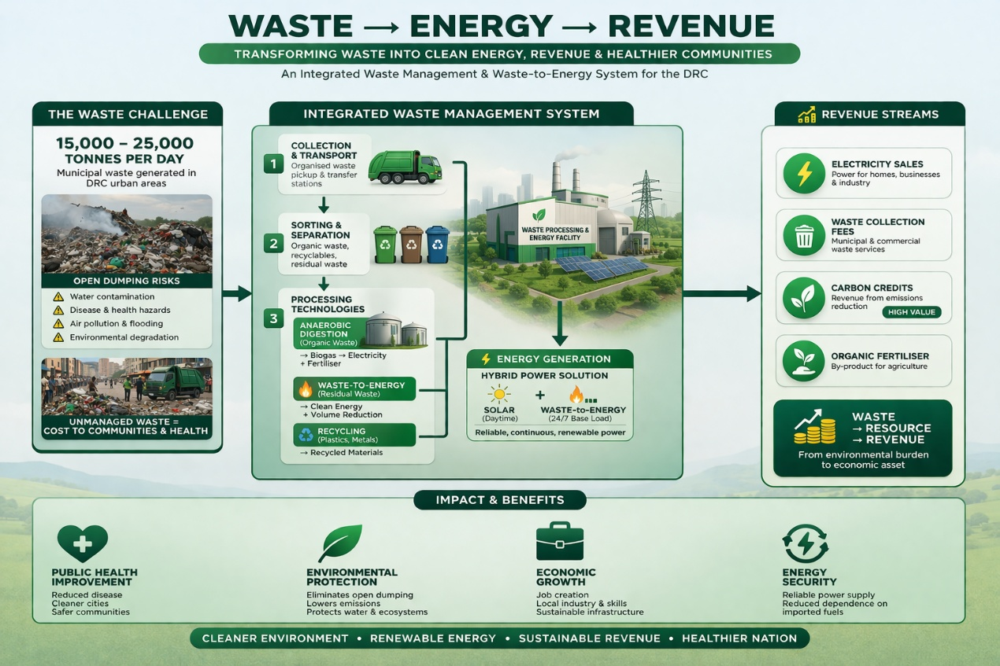 WASTE → ENERGY → REVENUE
TRANSFORMING WASTE INTO CLEAN ENERGY, REVENUE & HEALTHIER COMMUNITIES
An Integrated Waste Management & Waste-to-Energy System for the DRC
THE WASTE CHALLENGE
15,000 – 25,000
TONNES PER DAY
Municipal waste generated in
DRC urban areas
OPEN DUMPING RISKS
Water contamination
Disease & health hazards
Air pollution & flooding
Environmental degradation
UNMANAGED WASTE =
COST TO COMMUNITIES & HEALTH
INTEGRATED WASTE MANAGEMENT SYSTEM
1
COLLECTION
& TRANSPORT
Organised waste
pickup & transfer
stations
2
SORTING &
SEPARATION
Organic waste,
recyclables,
residual waste
3
PROCESSING
TECHNOLOGIES
ANAEROBIC
DIGESTION
(Organic Waste)
→ Biogas → Electricity
+ Fertiliser
WASTE-TO-ENERGY
(Residual Waste)
→ Clean Energy
+ Volume Reduction
RECYCLING
(Plastics, Metals)
→ Recycled Materials
WASTE PROCESSING &
ENERGY FACLITY
ENERGY GENERATION
HYBRID POWER SOLUTION
+
SOLAR
(Daytime)
WASTE-to-ENERGY
(24/7 Base Load)
Reliable, continuous, renewable power
REVENUE STREAMS
ELECTRICITY SALES
Power for homes, businesses
& industry
WASTE COLLECTION
FEES
Municipal & commercial
waste services
CARBON CREDITS
Revenue from emissions
reduction
HIGH VALUE
ORGANIC FERTILISER
By-product for agriculture
WASTE
→ RESOURCE
→ REVENUE
From environmental burden
to economic asset
IMPACT & BENEFITS
PUBLIC HEALTH
IMPROVEMENT
Reduced disease
Cleaner cities
Safer communities
ENVIRONMENTAL
PROTECTION
Eliminates open dumping
Lowers emissions
Protects water & ecosystems
ECONOMIC
GROWTH
Job creation
Local industry & skills
Sustainable infrastructure
ENERGY
SECURITY
Reliable power supply
Reduced dependence on
imported fuels
CLEANER ENVIRONMENT • RENEWABLE ENERGY • SUSTAINABLE REVENUE • HEALTHIER NATION